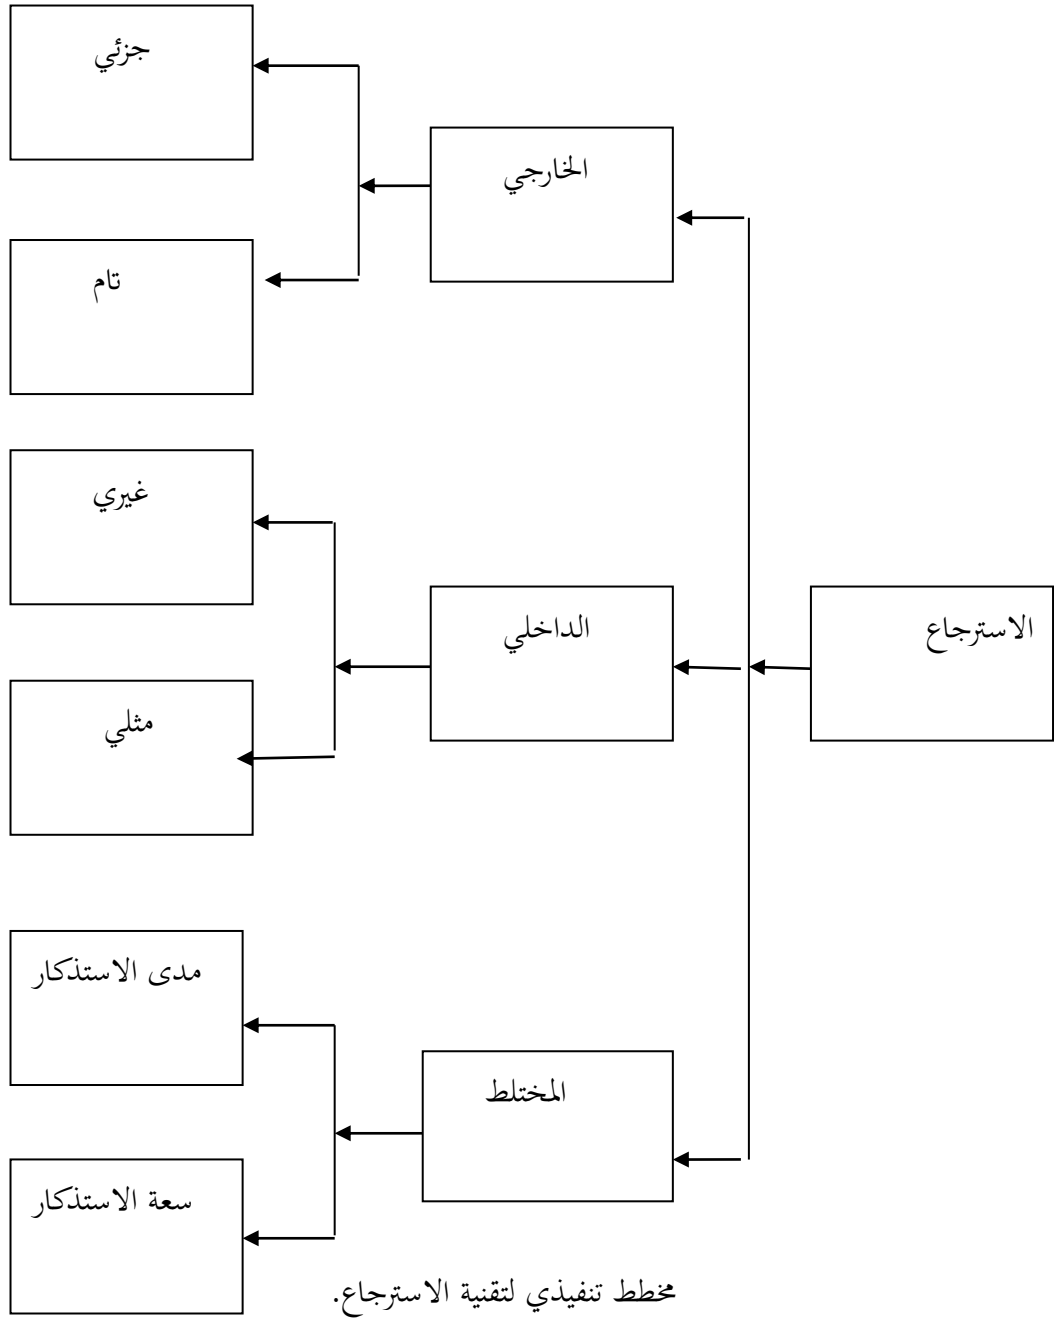 الاسترجاع
الخارجي
جزئي
تام
الداخلي
غيري
مثلي
المختلط
مدى الاستذكار
سعة الاستذكار
مخطط تنفيذي لتقنية الاسترجاع.